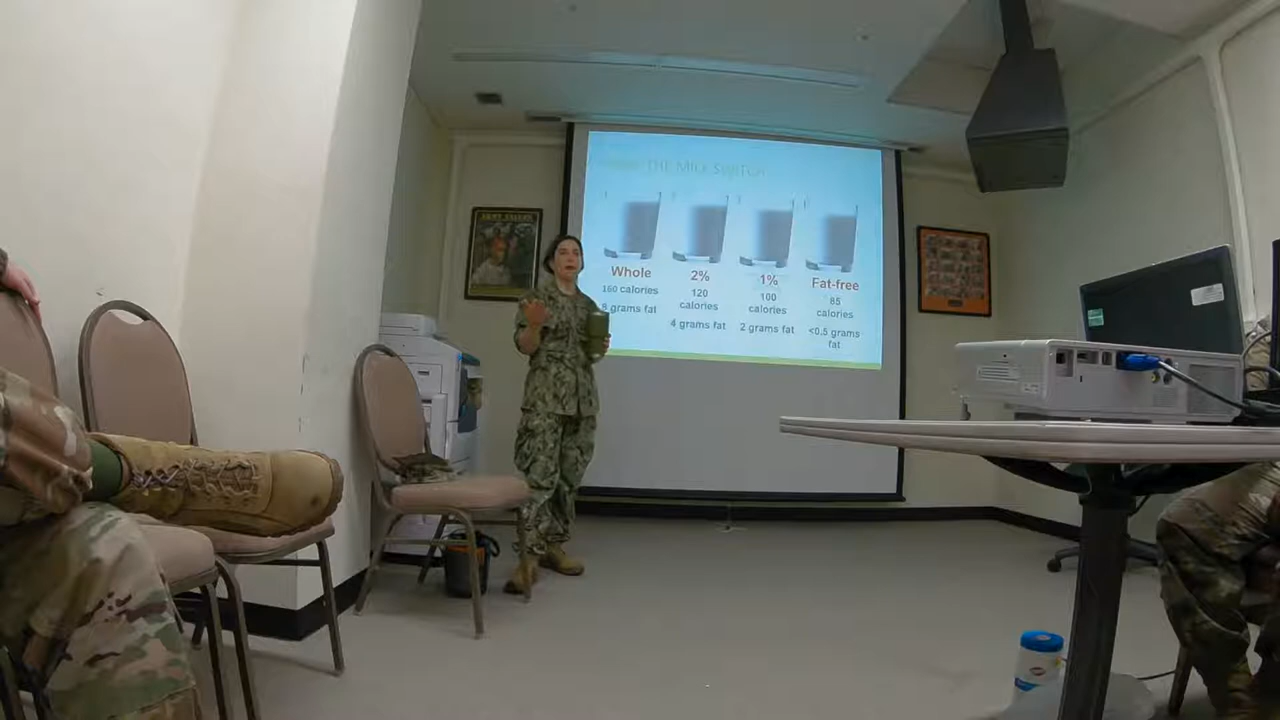 THE MILK SWITCH
Whole
160 calories
8 grams fat
2%
120
calories
4 grams fat
1%
100
calories
2 grams fat
Fat-free
85
calories
<0.5 grams
fat